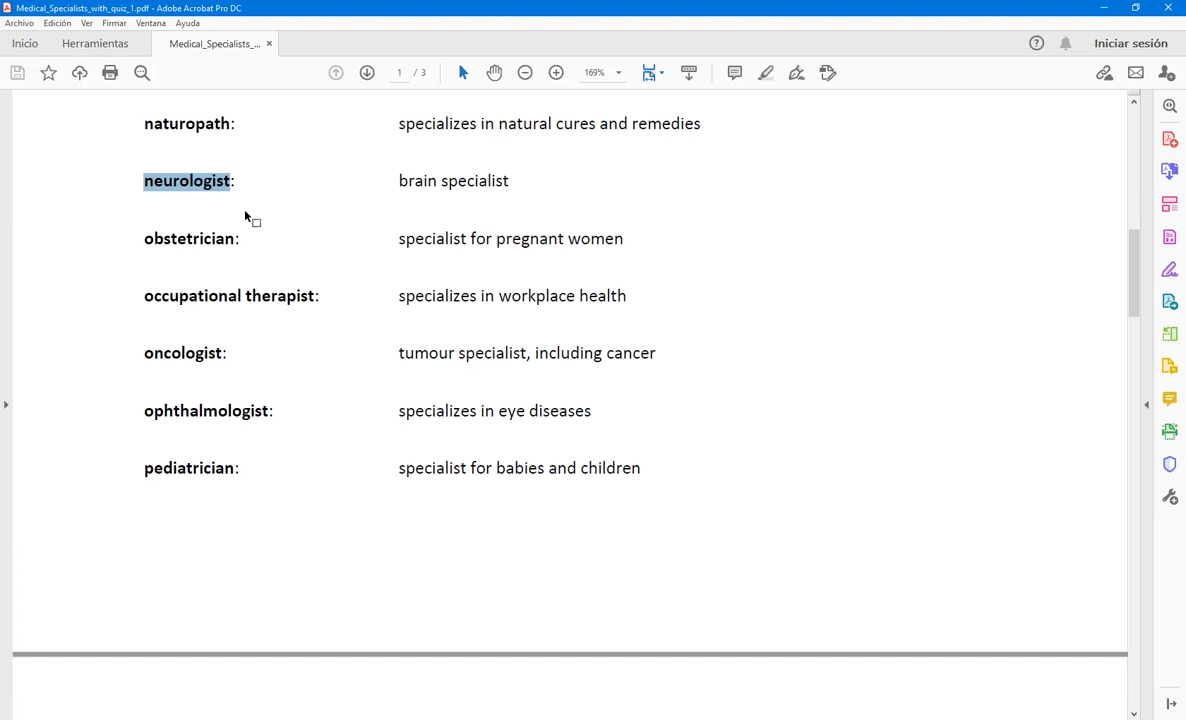 Medical_Specialists_with_quiz_1.pdf - Adobe Acrobat Pro DC
Archivo Edición Ver Firmar Ventana Ayuda
Inicio Herramientas Medical_Specialists_... × Iniciar sesión
1 / 3 169%
naturopath: specializes in natural cures and remedies
neurologist: brain specialist
obstetrician: specialist for pregnant women
occupational therapist: specializes in workplace health
oncologist: tumour specialist, including cancer
ophthalmologist: specializes in eye diseases
pediatrician: specialist for babies and children